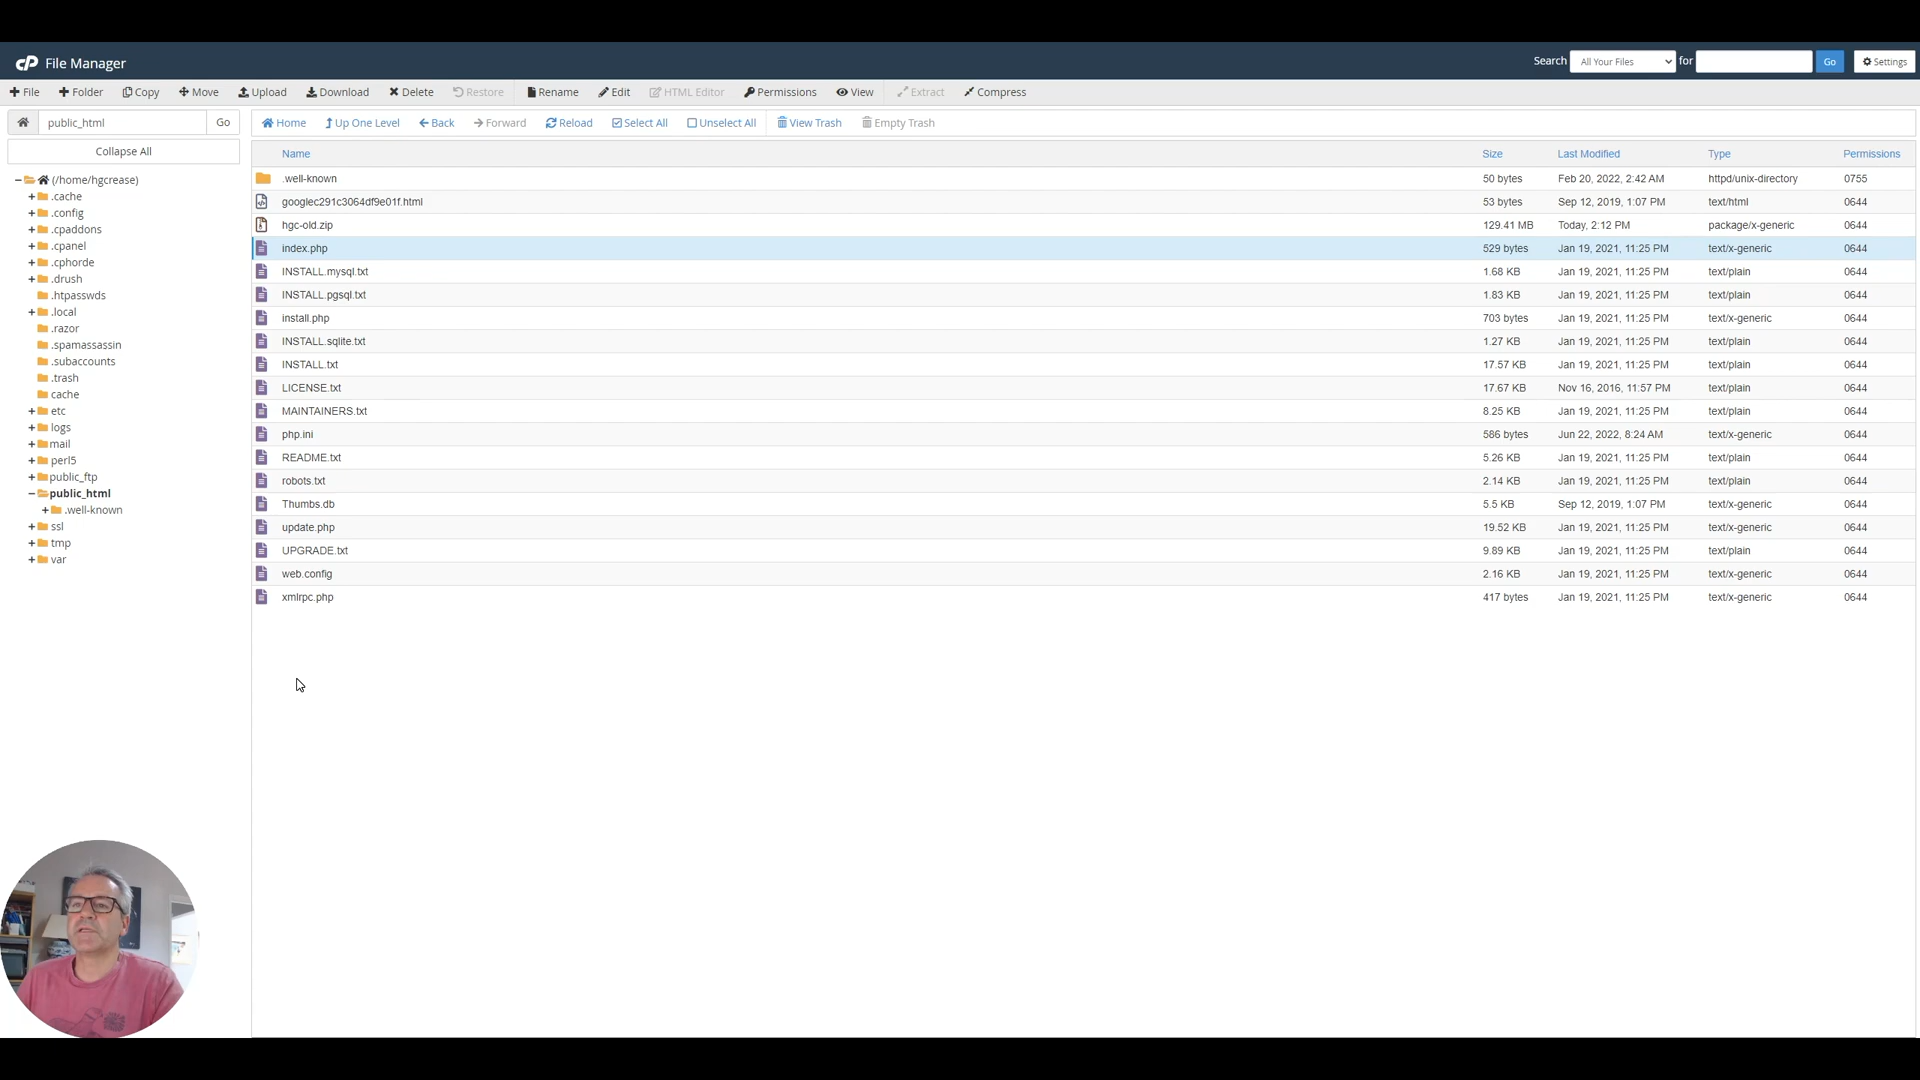 cP File Manager
Search All Your Files for Go Settings
File Folder Copy Move Upload Download Delete Restore Rename Edit HTML Editor Permissions View Extract Compress
public_html Go Home Up One Level Back Forward Reload Select All Unselect All View Trash Empty Trash
Collapse All
(/home/hgcrease)
.cache
.config
.cpaddons
.cpanel
.cphorde
.drush
.htpasswds
.local
.razor
.spamassassin
.subaccounts
.trash
cache
etc
logs
mail
perl5
public_ftp
public_html
.well-known
ssl
tmp
var
Name Size Last Modified Type Permissions
.well-known 50 bytes Feb 20, 2022, 2:42 AM httpd/unix-directory 0755
googlec291c3064df9e01f.html 53 bytes Sep 12, 2019, 1:07 PM text/html 0644
hgc-old.zip 129.41 MB Today, 2:12 PM package/x-generic 0644
index.php 529 bytes Jan 19, 2021, 11:25 PM text/x-generic 0644
INSTALL.mysql.txt 1.68 KB Jan 19, 2021, 11:25 PM text/plain 0644
INSTALL.pgsql.txt 1.83 KB Jan 19, 2021, 11:25 PM text/plain 0644
install.php 703 bytes Jan 19, 2021, 11:25 PM text/x-generic 0644
INSTALL.sqlite.txt 1.27 KB Jan 19, 2021, 11:25 PM text/plain 0644
INSTALL.txt 17.57 KB Jan 19, 2021, 11:25 PM text/plain 0644
LICENSE.txt 17.67 KB Nov 16, 2016, 11:57 PM text/plain 0644
MAINTAINERS.txt 8.25 KB Jan 19, 2021, 11:25 PM text/plain 0644
php.ini 586 bytes Jun 22, 2022, 8:24 AM text/x-generic 0644
README.txt 5.26 KB Jan 19, 2021, 11:25 PM text/plain 0644
robots.txt 2.14 KB Jan 19, 2021, 11:25 PM text/plain 0644
Thumbs.db 5.5 KB Sep 12, 2019, 1:07 PM text/x-generic 0644
update.php 19.52 KB Jan 19, 2021, 11:25 PM text/x-generic 0644
UPGRADE.txt 9.89 KB Jan 19, 2021, 11:25 PM text/plain 0644
web.config 2.16 KB Jan 19, 2021, 11:25 PM text/x-generic 0644
xmlrpc.php 417 bytes Jan 19, 2021, 11:25 PM text/x-generic 0644